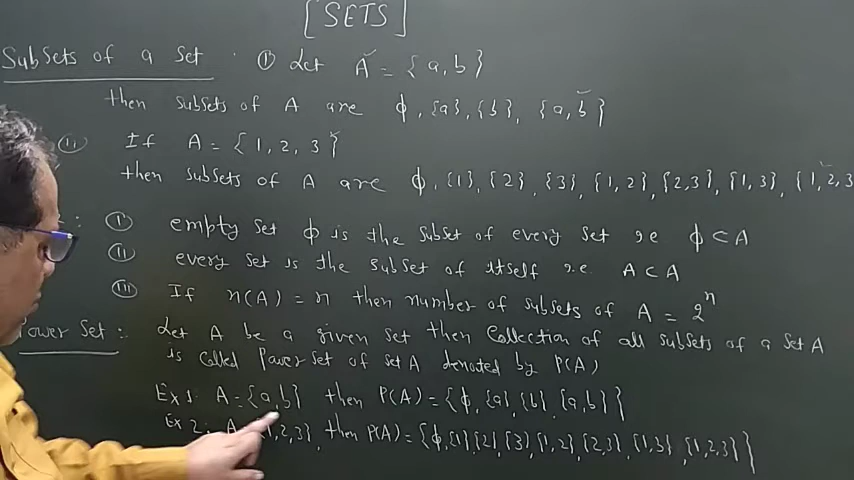 [SETS]
Subsets of a set : (i) Let A = {a, b}
then subsets of A are ϕ, {a}, {b}, {a, b}
(ii) If A = {1, 2, 3}
then subsets of A are ϕ, {1}, {2}, {3}, {1, 2}, {2,3}, {1,3}, {1,2,3
: (i) empty set ϕ is the subset of every set i.e ϕ ⊂ A
(ii) every set is the subset of itself i.e. A ⊂ A
(iii) If n(A) = n then number of subsets of A = 2ⁿ
Power Set :- Let A be a given set then Collection of all subsets of a set A
is called Power set of set A denoted by P(A)
Ex 1: A = {a, b} then P(A) = {ϕ, {a}, {b}, {a, b}}
Ex 2: A {1,2,3}, then P(A) = {ϕ, {1}, {2}, {3}, {1, 2}, {2,3}, {1,3}, {1,2,3}}